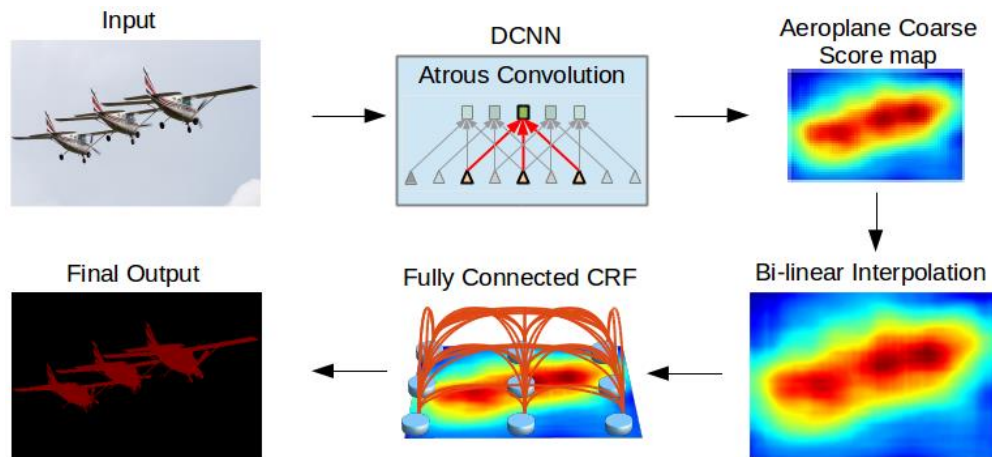 Input
DCNN
Atrous Convolution
Aeroplane Coarse
Score map
Bi-linear Interpolation
Fully Connected CRF
Final Output